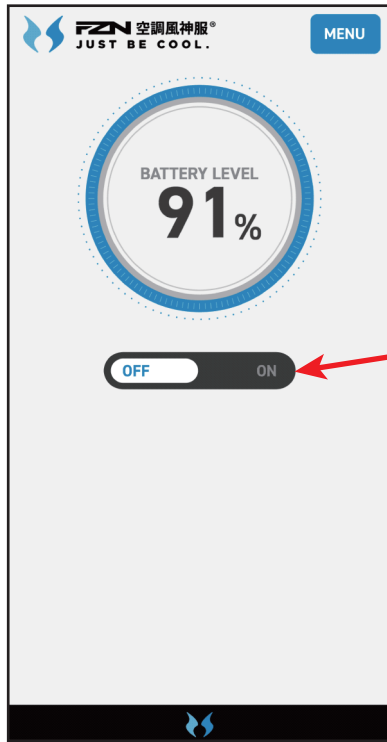 FZN 空調風神服®
JUST BE COOL.
MENU
BATTERY LEVEL
91%
OFF ON